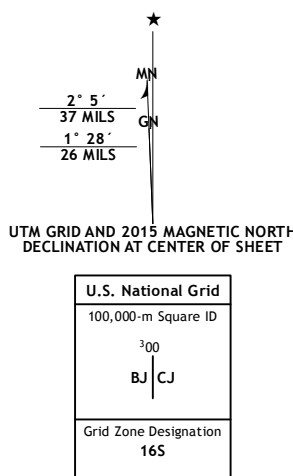 ★
MN
2° 5´
37 MILS
GN
1° 28´
26 MILS
UTM GRID AND 2015 MAGNETIC NORTH
DECLINATION AT CENTER OF SHEET
U.S. National Grid
100,000-m Square ID
³00
BJ CJ
Grid Zone Designation
16S